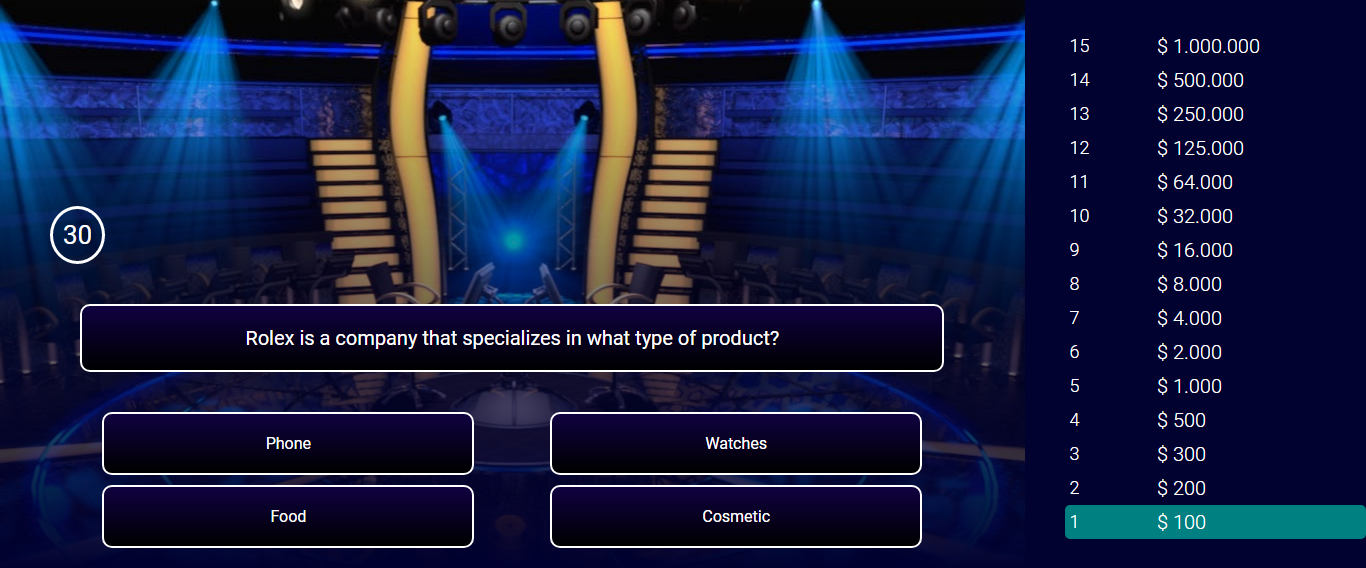 30
Rolex is a company that specializes in what type of product?
Phone
Watches
Food
Cosmetic
15 $ 1.000.000
14 $ 500.000
13 $ 250.000
12 $ 125.000
11 $ 64.000
10 $ 32.000
9 $ 16.000
8 $ 8.000
7 $ 4.000
6 $ 2.000
5 $ 1.000
4 $ 500
3 $ 300
2 $ 200
1 $ 100